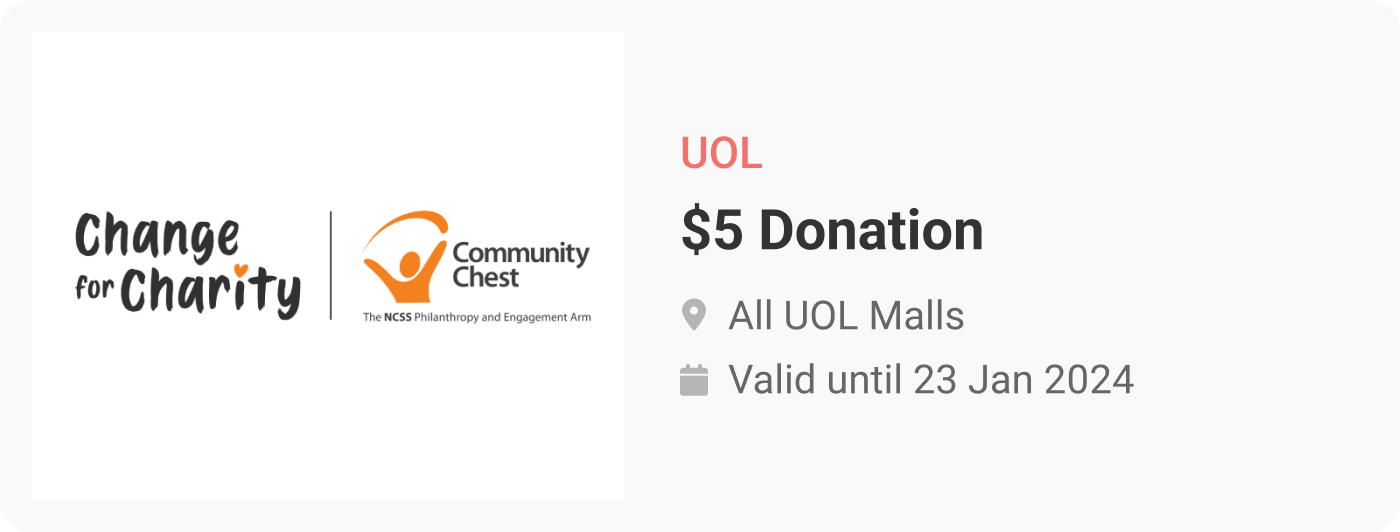 Change
for Charity
Community
Chest
The NCSS Philanthropy and Engagement Arm
UOL
$5 Donation
All UOL Malls
Valid until 23 Jan 2024